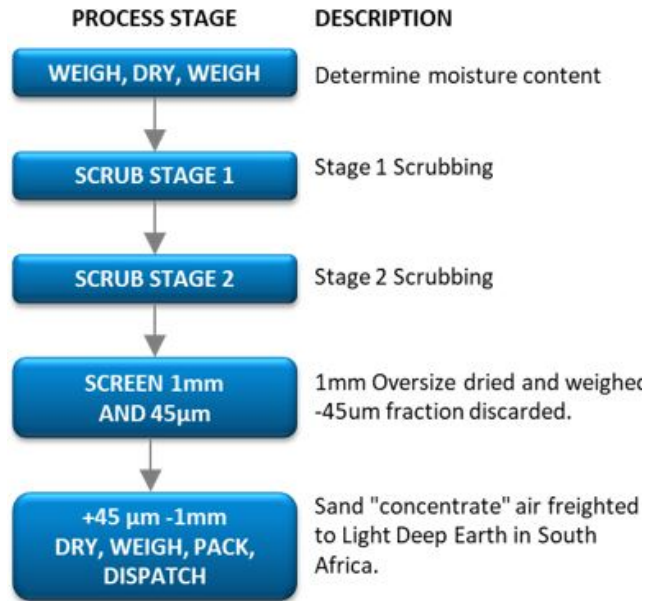 PROCESS STAGE DESCRIPTION
WEIGH, DRY, WEIGH
Determine moisture content
SCRUB STAGE 1
Stage 1 Scrubbing
SCRUB STAGE 2
Stage 2 Scrubbing
SCREEN 1mm
AND 45µm
1mm Oversize dried and weighed
-45um fraction discarded.
+45 µm -1mm
DRY, WEIGH, PACK,
DISPATCH
Sand "concentrate" air freighted
to Light Deep Earth in South
Africa.